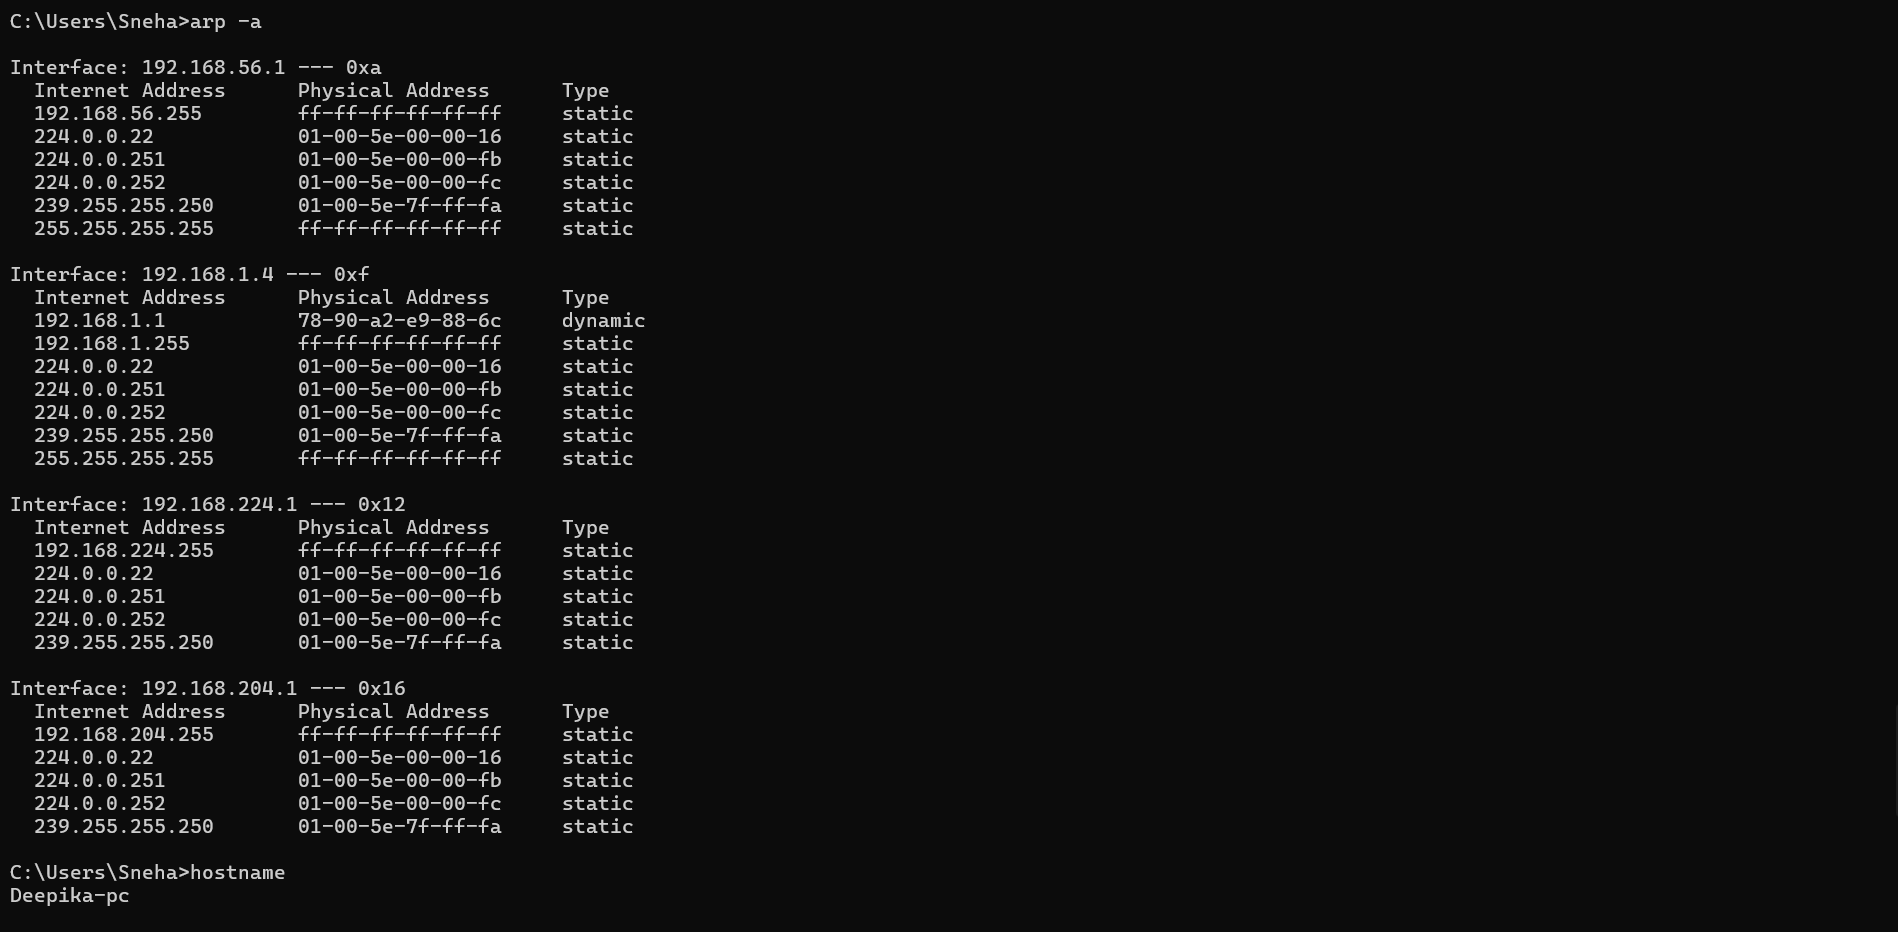 C:\Users\Sneha>arp -a
Interface: 192.168.56.1 --- 0xa
  Internet Address      Physical Address      Type
  192.168.56.255        ff-ff-ff-ff-ff-ff     static
  224.0.0.22            01-00-5e-00-00-16     static
  224.0.0.251           01-00-5e-00-00-fb     static
  224.0.0.252           01-00-5e-00-00-fc     static
  239.255.255.250       01-00-5e-7f-ff-fa     static
  255.255.255.255       ff-ff-ff-ff-ff-ff     static
Interface: 192.168.1.4 --- 0xf
  Internet Address      Physical Address      Type
  192.168.1.1           78-90-a2-e9-88-6c     dynamic
  192.168.1.255         ff-ff-ff-ff-ff-ff     static
  224.0.0.22            01-00-5e-00-00-16     static
  224.0.0.251           01-00-5e-00-00-fb     static
  224.0.0.252           01-00-5e-00-00-fc     static
  239.255.255.250       01-00-5e-7f-ff-fa     static
  255.255.255.255       ff-ff-ff-ff-ff-ff     static
Interface: 192.168.224.1 --- 0x12
  Internet Address      Physical Address      Type
  192.168.224.255       ff-ff-ff-ff-ff-ff     static
  224.0.0.22            01-00-5e-00-00-16     static
  224.0.0.251           01-00-5e-00-00-fb     static
  224.0.0.252           01-00-5e-00-00-fc     static
  239.255.255.250       01-00-5e-7f-ff-fa     static
Interface: 192.168.204.1 --- 0x16
  Internet Address      Physical Address      Type
  192.168.204.255       ff-ff-ff-ff-ff-ff     static
  224.0.0.22            01-00-5e-00-00-16     static
  224.0.0.251           01-00-5e-00-00-fb     static
  224.0.0.252           01-00-5e-00-00-fc     static
  239.255.255.250       01-00-5e-7f-ff-fa     static
C:\Users\Sneha>hostname
Deepika-pc